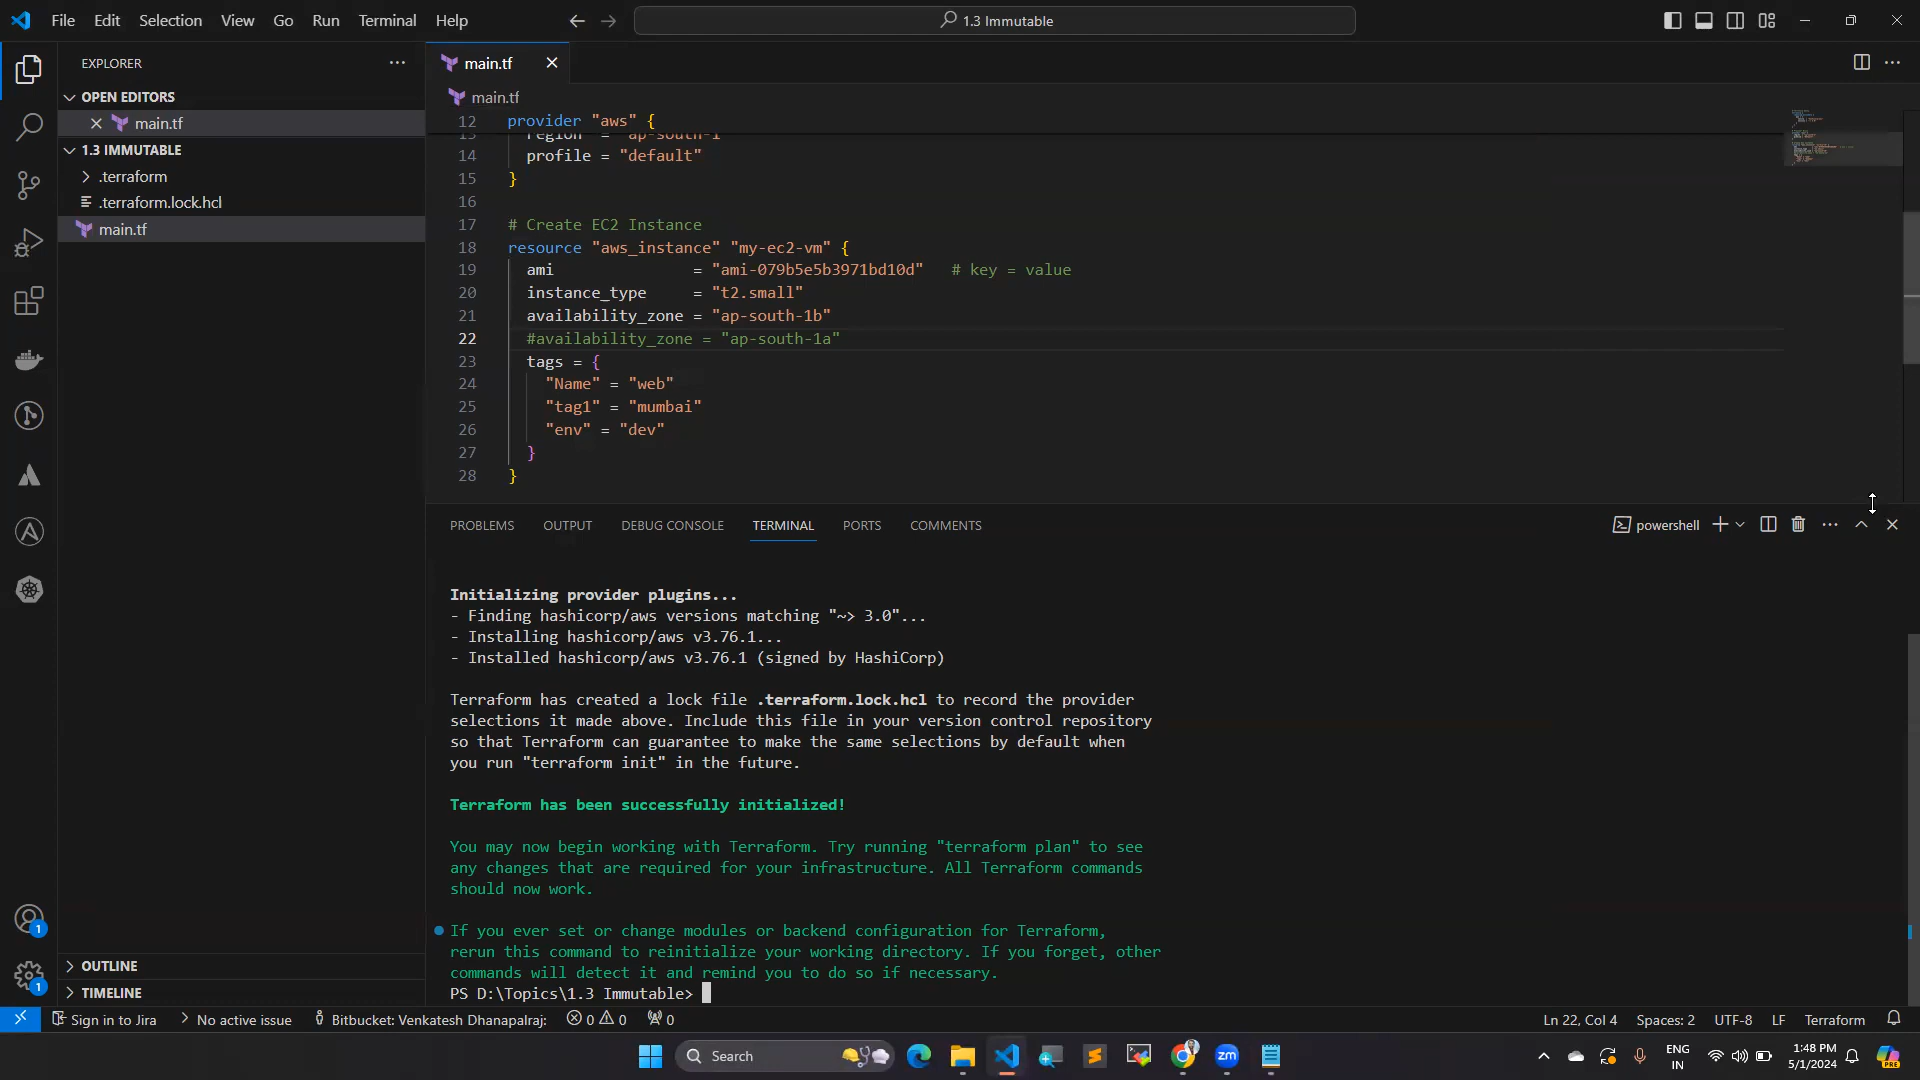 File Edit Selection View Go Run Terminal Help
1.3 Immutable
EXPLORER
OPEN EDITORS
main.tf
1.3 IMMUTABLE
.terraform
.terraform.lock.hcl
main.tf
OUTLINE
TIMELINE
main.tf
main.tf
12 provider "aws" {
13 region = "ap-south-1"
14 profile = "default"
15 }
16
17 # Create EC2 Instance
18 resource "aws_instance" "my-ec2-vm" {
19 ami = "ami-079b5e5b3971bd10d" # key = value
20 instance_type = "t2.small"
21 availability_zone = "ap-south-1b"
22 #availability_zone = "ap-south-1a"
23 tags = {
24 "Name" = "web"
25 "tag1" = "mumbai"
26 "env" = "dev"
27 }
28 }
PROBLEMS OUTPUT DEBUG CONSOLE TERMINAL PORTS COMMENTS
powershell
Initializing provider plugins...
- Finding hashicorp/aws versions matching "~> 3.0"...
- Installing hashicorp/aws v3.76.1...
- Installed hashicorp/aws v3.76.1 (signed by HashiCorp)
Terraform has created a lock file .terraform.lock.hcl to record the provider
selections it made above. Include this file in your version control repository
so that Terraform can guarantee to make the same selections by default when
you run "terraform init" in the future.
Terraform has been successfully initialized!
You may now begin working with Terraform. Try running "terraform plan" to see
any changes that are required for your infrastructure. All Terraform commands
should now work.
If you ever set or change modules or backend configuration for Terraform,
rerun this command to reinitialize your working directory. If you forget, other
commands will detect it and remind you to do so if necessary.
PS D:\Topics\1.3 Immutable>
1
1
Sign in to Jira No active issue Bitbucket: Venkatesh Dhanapalraj: 0 0 0
Ln 22, Col 4 Spaces: 2 UTF-8 LF Terraform
Search
zm
ENG
IN
1:48 PM
5/1/2024
PRE